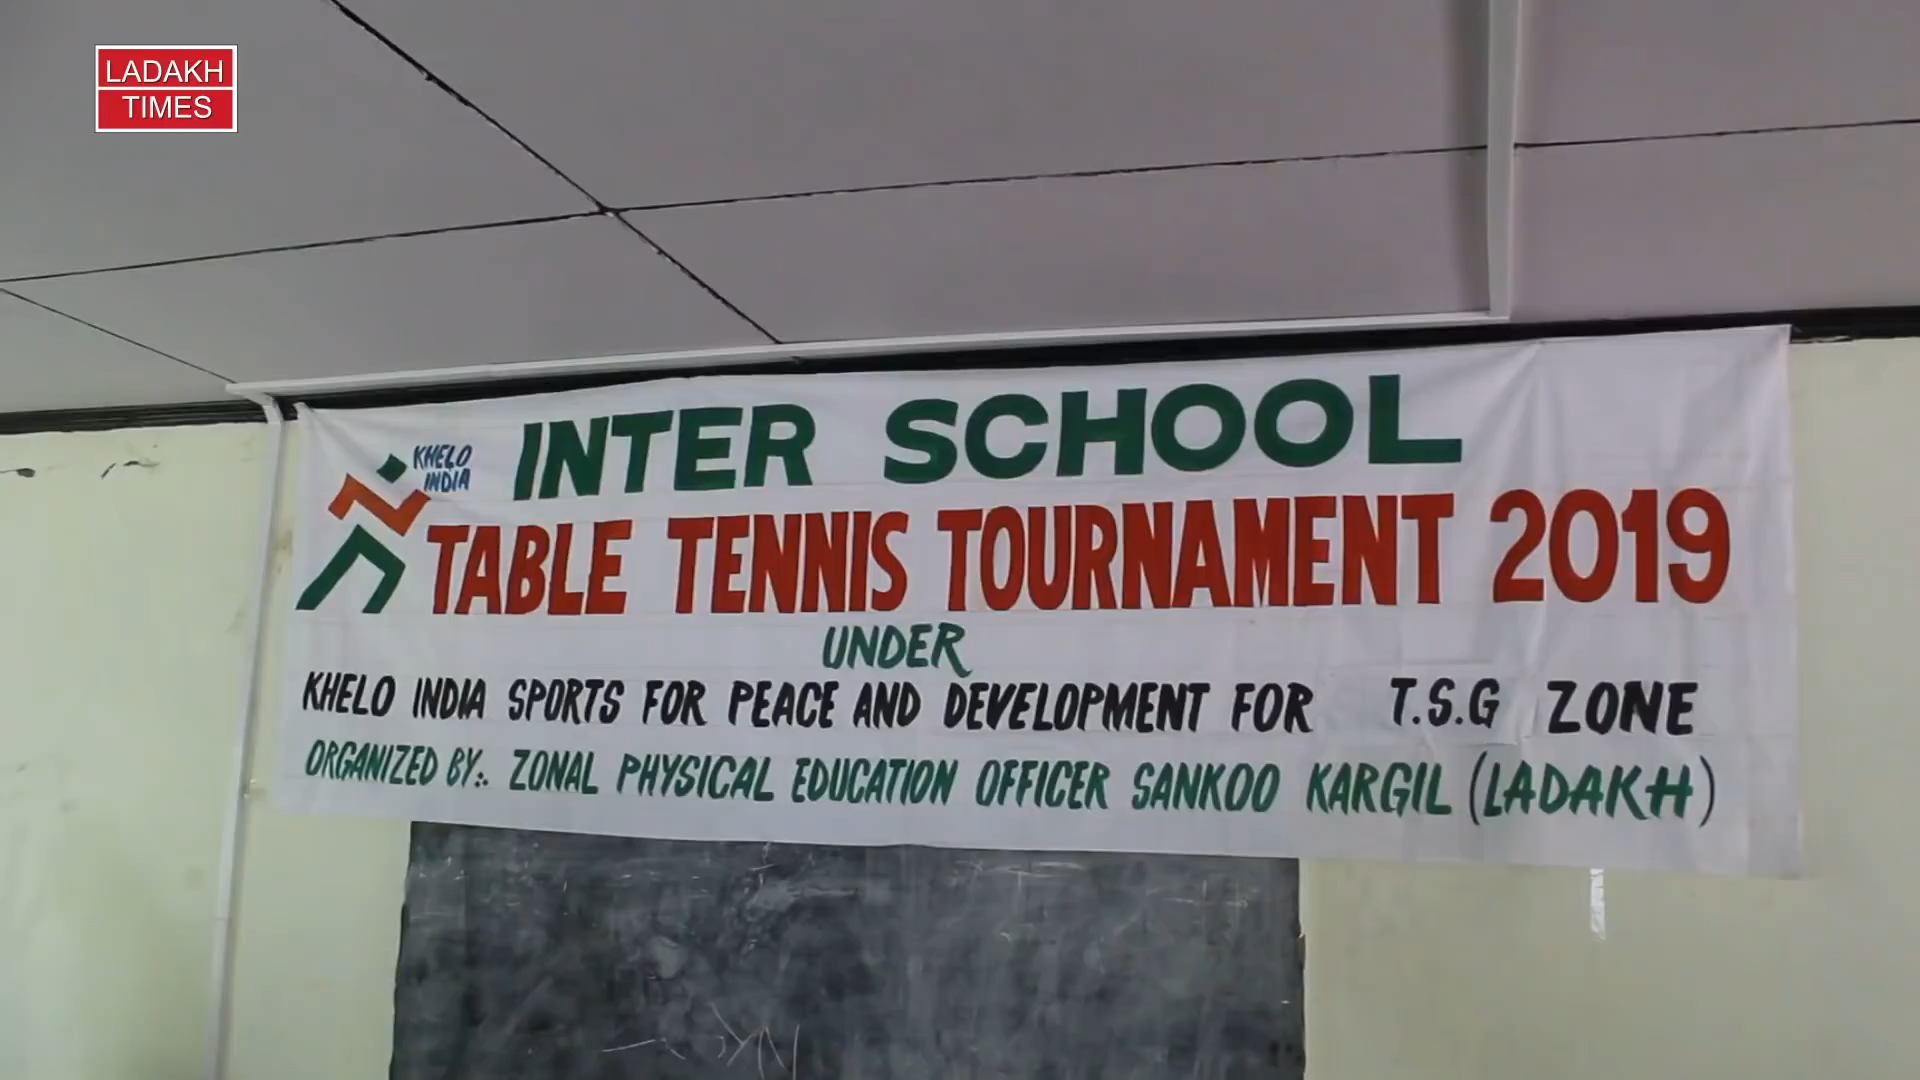 LADAKH
TIMES
KHELO
INDIA
INTER SCHOOL
TABLE TENNIS TOURNAMENT 2019
UNDER
KHELO INDIA SPORTS FOR PEACE AND DEVELOPMENT FOR T.S.G ZONE
ORGANIZED BY:. ZONAL PHYSICAL EDUCATION OFFICER SANKOO KARGIL (LADAKH)